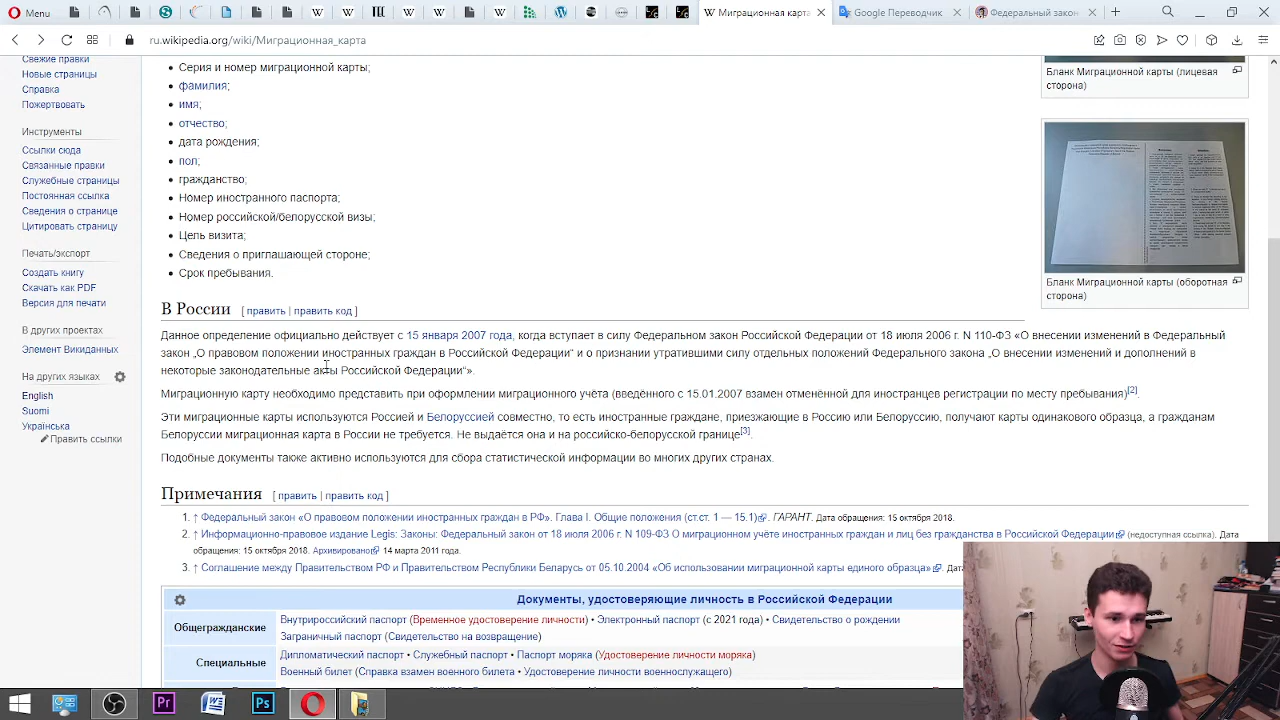 Menu
Миграционная карта
Google Переводчик
Федеральный закон
ru.wikipedia.org/wiki/Миграционная_карта
Свежие правки
Новые страницы
Справка
Пожертвовать
Инструменты
Ссылки сюда
Связанные правки
Служебные страницы
Постоянная ссылка
Сведения о странице
Цитировать страницу
Печать/экспорт
Создать книгу
Скачать как PDF
Версия для печати
В других проектах
Элемент Викиданных
На других языках
English
Suomi
Українська
Править ссылки
Серия и номер миграционной карты;
фамилия;
имя;
отчество;
дата рождения;
пол;
гражданство;
Номер иностранного паспорта;
Номер российской/белорусской визы;
Цель визита;
Сведения о приглашающей стороне;
Срок пребывания.
Бланк Миграционной карты (лицевая
сторона)
Бланк Миграционной карты (оборотная
сторона)
В России [ править | править код ]
Данное определение официально действует с 15 января 2007 года, когда вступает в силу Федеральном закон Российской Федерации от 18 июля 2006 г. N 110-ФЗ «О внесении изменений в Федеральный
закон „О правовом положении иностранных граждан в Российской Федерации“ и о признании утратившими силу отдельных положений Федерального закона „О внесении изменений и дополнений в
некоторые законодательные акты Российской Федерации“».
Миграционную карту необходимо представить при оформлении миграционного учёта (введённого с 15.01.2007 взамен отменённой для иностранцев регистрации по месту пребывания)[2].
Эти миграционные карты используются Россией и Белоруссией совместно, то есть иностранные граждане, приезжающие в Россию или Белоруссию, получают карты одинакового образца, а гражданам
Белоруссии миграционная карта в России не требуется. Не выдаётся она и на российско-белорусской границе[3].
Подобные документы также активно используются для сбора статистической информации во многих других странах.
Примечания [ править | править код ]
1. ↑ Федеральный закон «О правовом положении иностранных граждан в РФ». Глава I. Общие положения (ст.ст. 1 — 15.1). ГАРАНТ. Дата обращения: 15 октября 2018.
2. ↑ Информационно-правовое издание Legis: Законы: Федеральный закон от 18 июля 2006 г. N 109-ФЗ О миграционном учёте иностранных граждан и лиц без гражданства в Российской Федерации (недоступная ссылка). Дата
обращения: 15 октября 2018. Архивировано 14 марта 2011 года.
3. ↑ Соглашение между Правительством РФ и Правительством Республики Беларусь от 05.10.2004 «Об использовании миграционной карты единого образца».
Документы, удостоверяющие личность в Российской Федерации
Общегражданские
Внутрироссийский паспорт (Временное удостоверение личности) • Электронный паспорт (с 2021 года) • Свидетельство о рождении
Заграничный паспорт (Свидетельство на возвращение)
Специальные
Дипломатический паспорт • Служебный паспорт • Паспорт моряка (Удостоверение личности моряка)
Военный билет (Справка взамен военного билета • Удостоверение личности военнослужащего)
Pr
Ps